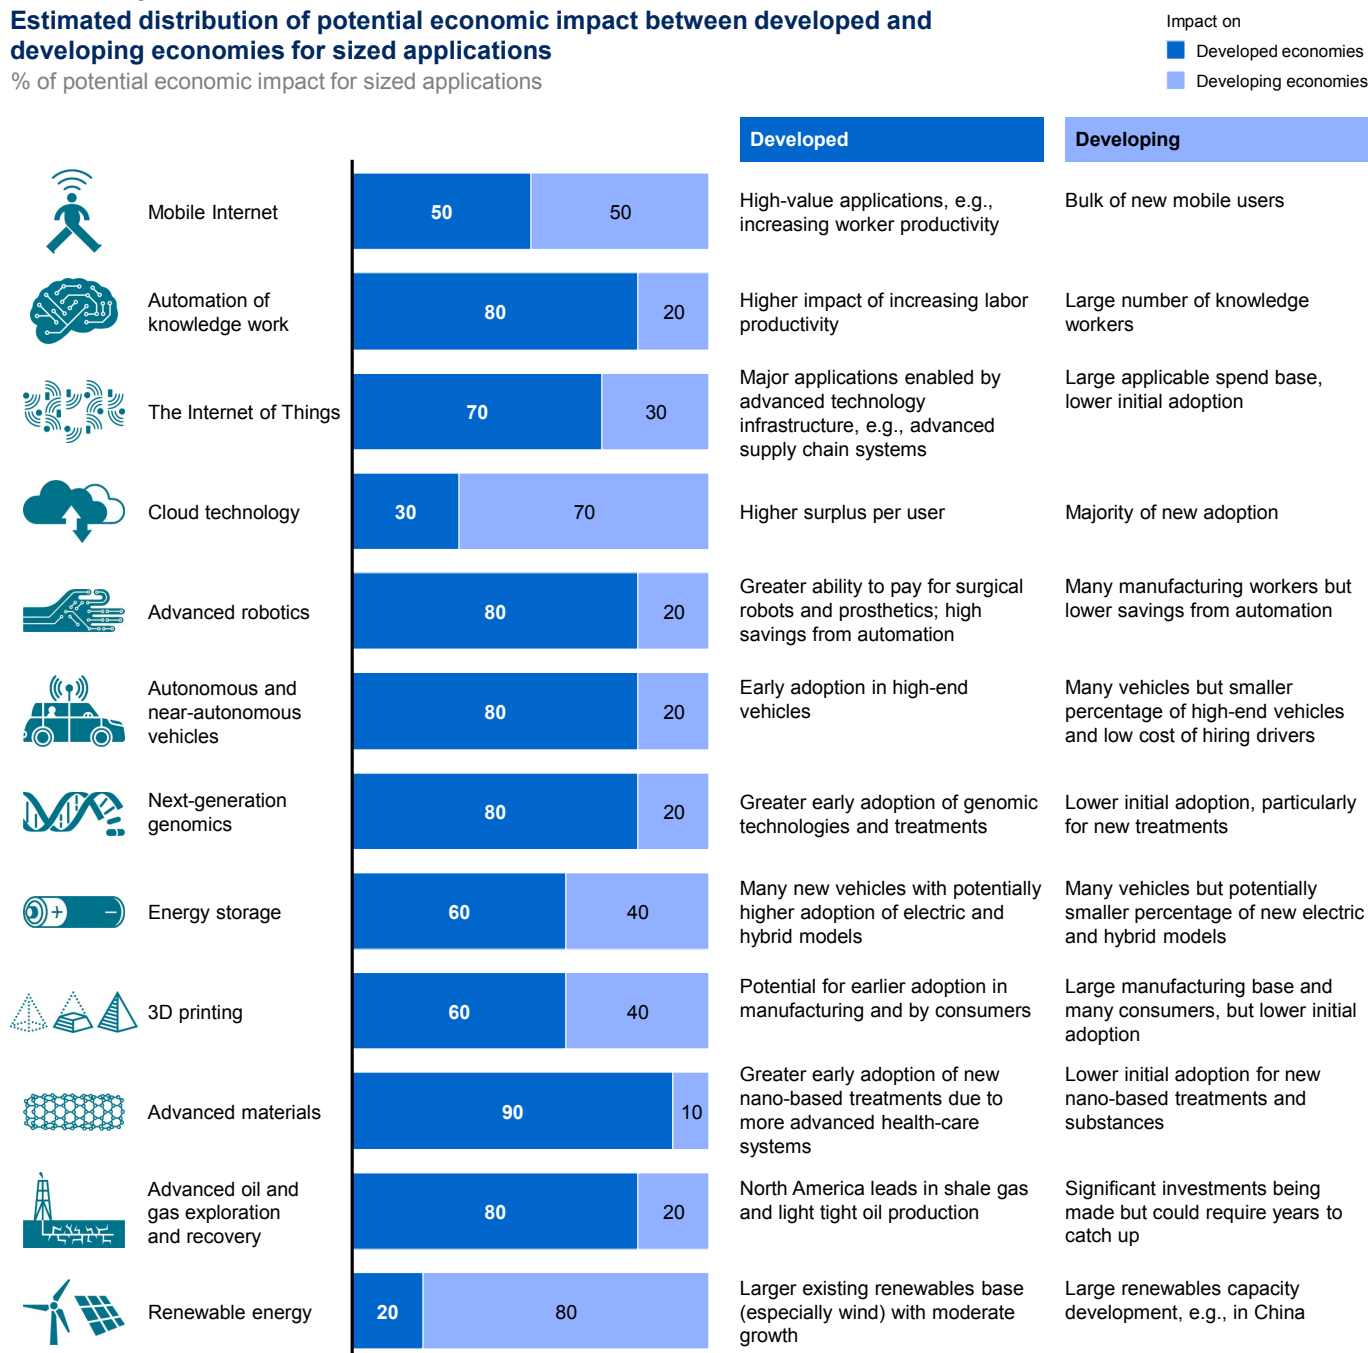 Estimated distribution of potential economic impact between developed and
developing economies for sized applications
% of potential economic impact for sized applications
Impact on
Developed economies
Developing economies
Developed
Developing
Mobile Internet
50
50
High-value applications, e.g.,
increasing worker productivity
Bulk of new mobile users
Automation of
knowledge work
80
20
Higher impact of increasing labor
productivity
Large number of knowledge
workers
The Internet of Things
70
30
Major applications enabled by
advanced technology
infrastructure, e.g., advanced
supply chain systems
Large applicable spend base,
lower initial adoption
Cloud technology
30
70
Higher surplus per user
Majority of new adoption
Advanced robotics
80
20
Greater ability to pay for surgical
robots and prosthetics; high
savings from automation
Many manufacturing workers but
lower savings from automation
Autonomous and
near-autonomous
vehicles
80
20
Early adoption in high-end
vehicles
Many vehicles but smaller
percentage of high-end vehicles
and low cost of hiring drivers
Next-generation
genomics
80
20
Greater early adoption of genomic
technologies and treatments
Lower initial adoption, particularly
for new treatments
Energy storage
60
40
Many new vehicles with potentially
higher adoption of electric and
hybrid models
Many vehicles but potentially
smaller percentage of new electric
and hybrid models
3D printing
60
40
Potential for earlier adoption in
manufacturing and by consumers
Large manufacturing base and
many consumers, but lower initial
adoption
Advanced materials
90
10
Greater early adoption of new
nano-based treatments due to
more advanced health-care
systems
Lower initial adoption for new
nano-based treatments and
substances
Advanced oil and
gas exploration
and recovery
80
20
North America leads in shale gas
and light tight oil production
Significant investments being
made but could require years to
catch up
Renewable energy
20
80
Larger existing renewables base
(especially wind) with moderate
growth
Large renewables capacity
development, e.g., in China